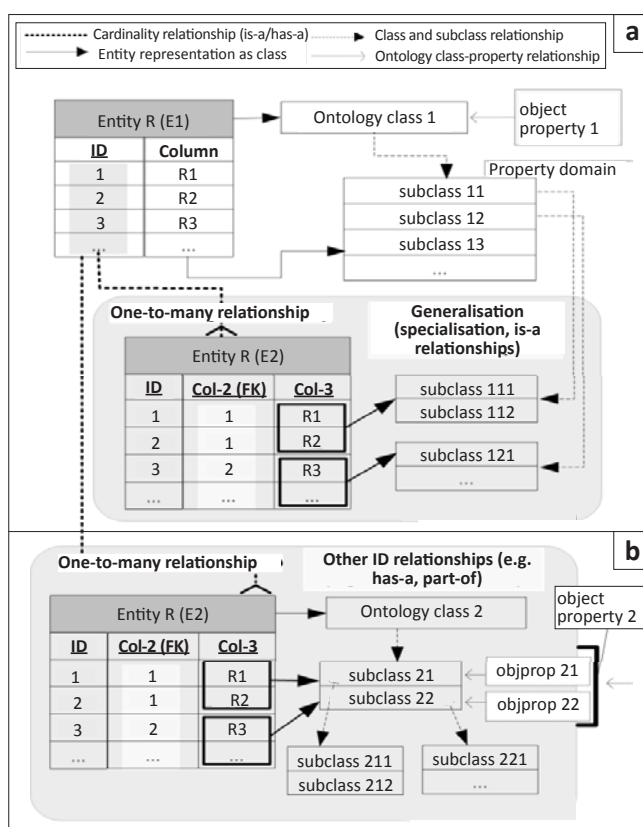 Cardinality relationship (is-a/has-a)
Class and subclass relationship
Entity representation as class
Ontology class-property relationship
a
Entity R (E1)
ID Column
1 R1
2 R2
3 R3
... ...
Ontology class 1
object
property 1
Property domain
subclass 11
subclass 12
subclass 13
...
One-to-many relationship
Generalisation
(specialisation, is-a
relationships)
Entity R (E2)
ID Col-2 (FK) Col-3
1 1 R1
2 1 R2
3 2 R3
... ... ...
subclass 111
subclass 112
subclass 121
...
b
One-to-many relationship
Other ID relationships (e.g.
has-a, part-of)
Entity R (E2)
ID Col-2 (FK) Col-3
1 1 R1
2 1 R2
3 2 R3
... ... ...
Ontology class 2
object
property 2
subclass 21
subclass 22
objprop 21
objprop 22
subclass 211
subclass 212
subclass 221
...